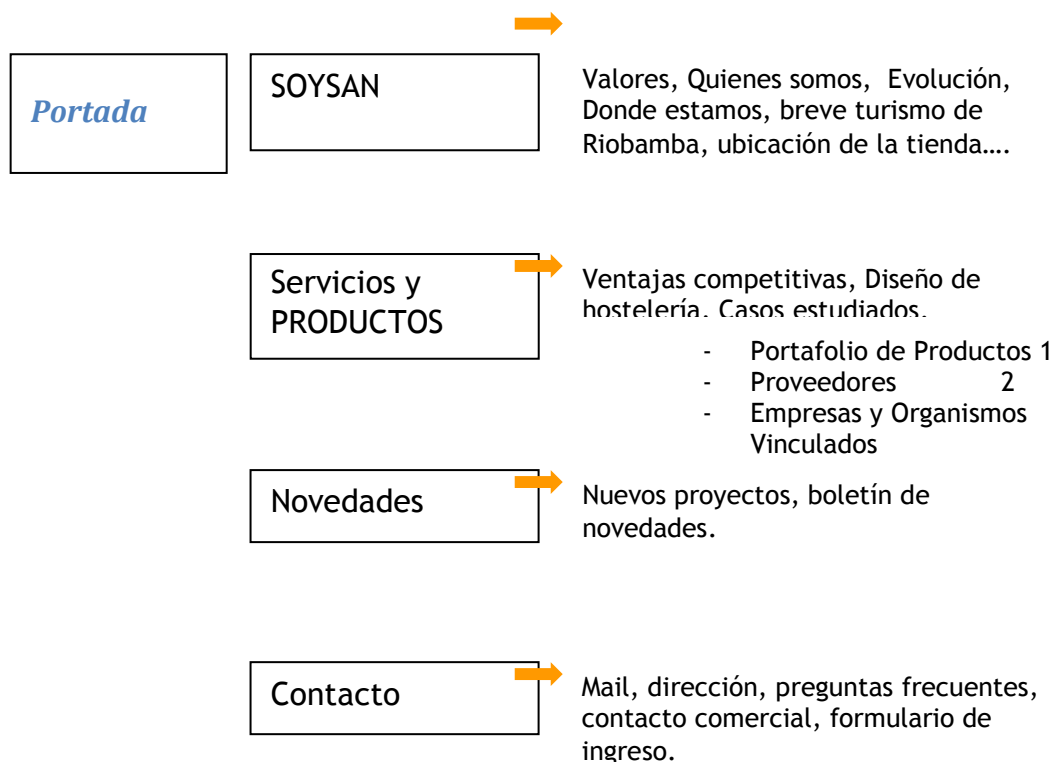 Portada
SOYSAN
Valores, Quienes somos, Evolución,
Donde estamos, breve turismo de
Riobamba, ubicación de la tienda….
Servicios y
PRODUCTOS
Ventajas competitivas, Diseño de
hostelería. Casos estudiados.
- Portafolio de Productos 1
- Proveedores 2
- Empresas y Organismos
Vinculados
Novedades
Nuevos proyectos, boletín de
novedades.
Contacto
Mail, dirección, preguntas frecuentes,
contacto comercial, formulario de
ingreso.